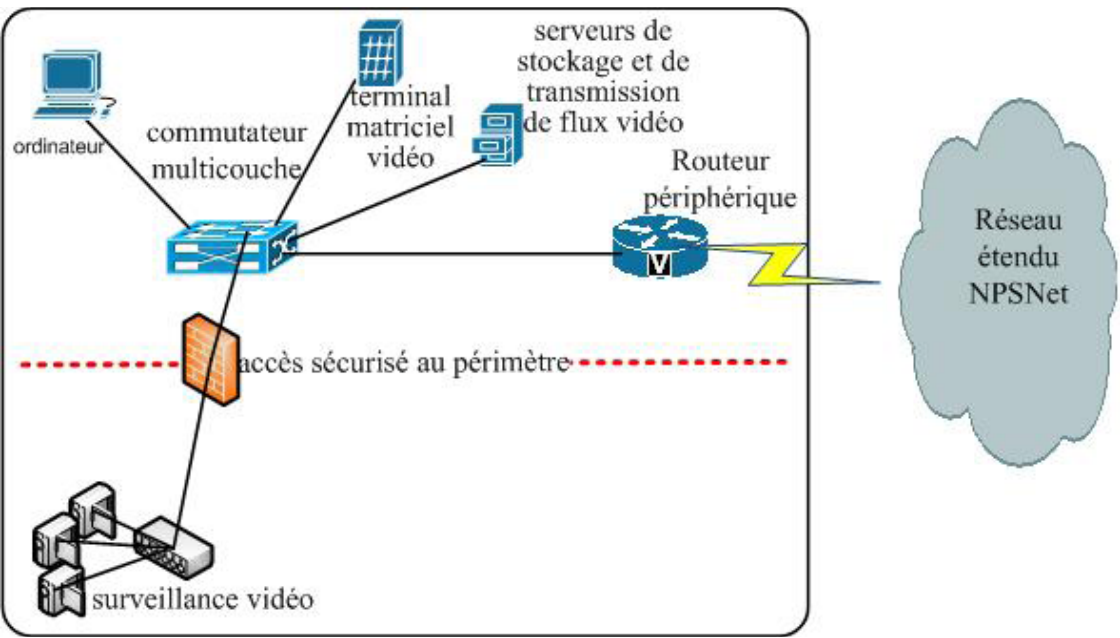 serveurs de
stockage et de
transmission
de flux vidéo
terminal
matriciel
vidéo
ordinateur
commutateur
multicouche
Routeur
périphérique
V
Réseau
étendu
NPSNet
accès sécurisé au périmètre
surveillance vidéo